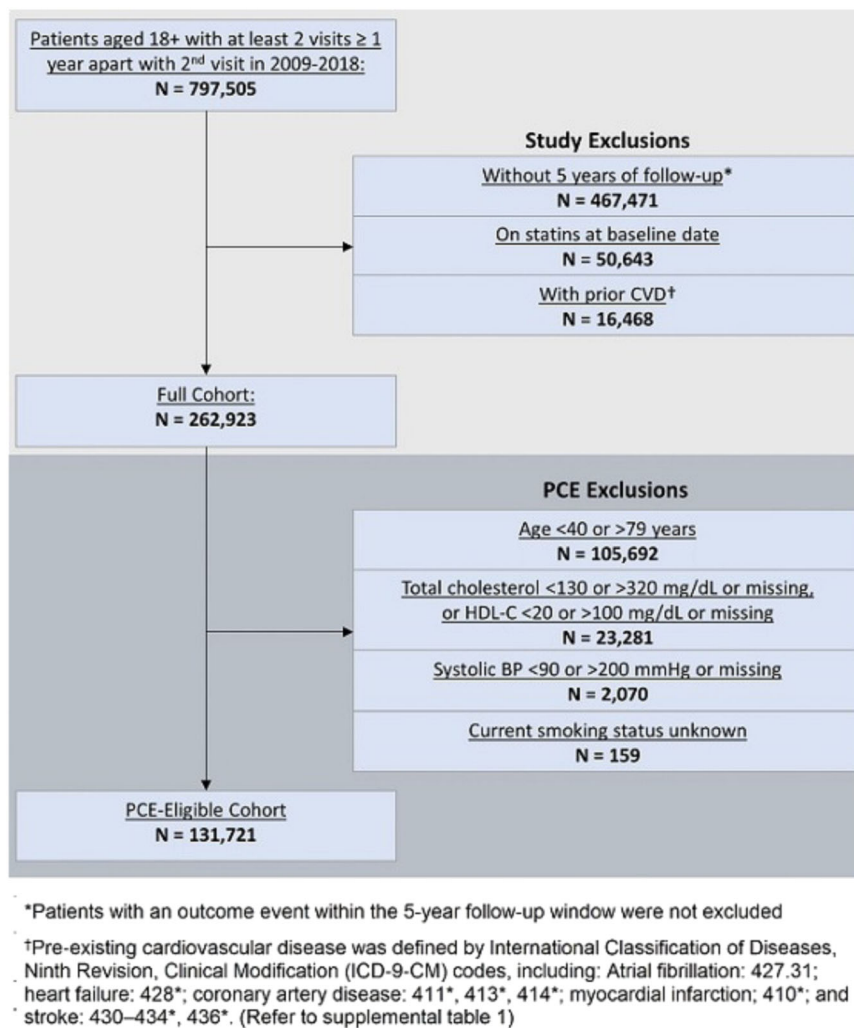 Patients aged 18+ with at least 2 visits ≥ 1
year apart with 2nd visit in 2009-2018:
N = 797,505
Study Exclusions
Without 5 years of follow-up*
N = 467,471
On statins at baseline date
N = 50,643
With prior CVD†
N = 16,468
Full Cohort:
N = 262,923
PCE Exclusions
Age <40 or >79 years
N = 105,692
Total cholesterol <130 or >320 mg/dL or missing,
or HDL-C <20 or >100 mg/dL or missing
N = 23,281
Systolic BP <90 or >200 mmHg or missing
N = 2,070
Current smoking status unknown
N = 159
PCE-Eligible Cohort
N = 131,721
*Patients with an outcome event within the 5-year follow-up window were not excluded
†Pre-existing cardiovascular disease was defined by International Classification of Diseases,
Ninth Revision, Clinical Modification (ICD-9-CM) codes, including: Atrial fibrillation: 427.31;
heart failure: 428*; coronary artery disease: 411*, 413*, 414*; myocardial infarction; 410*; and
stroke: 430–434*, 436*. (Refer to supplemental table 1)